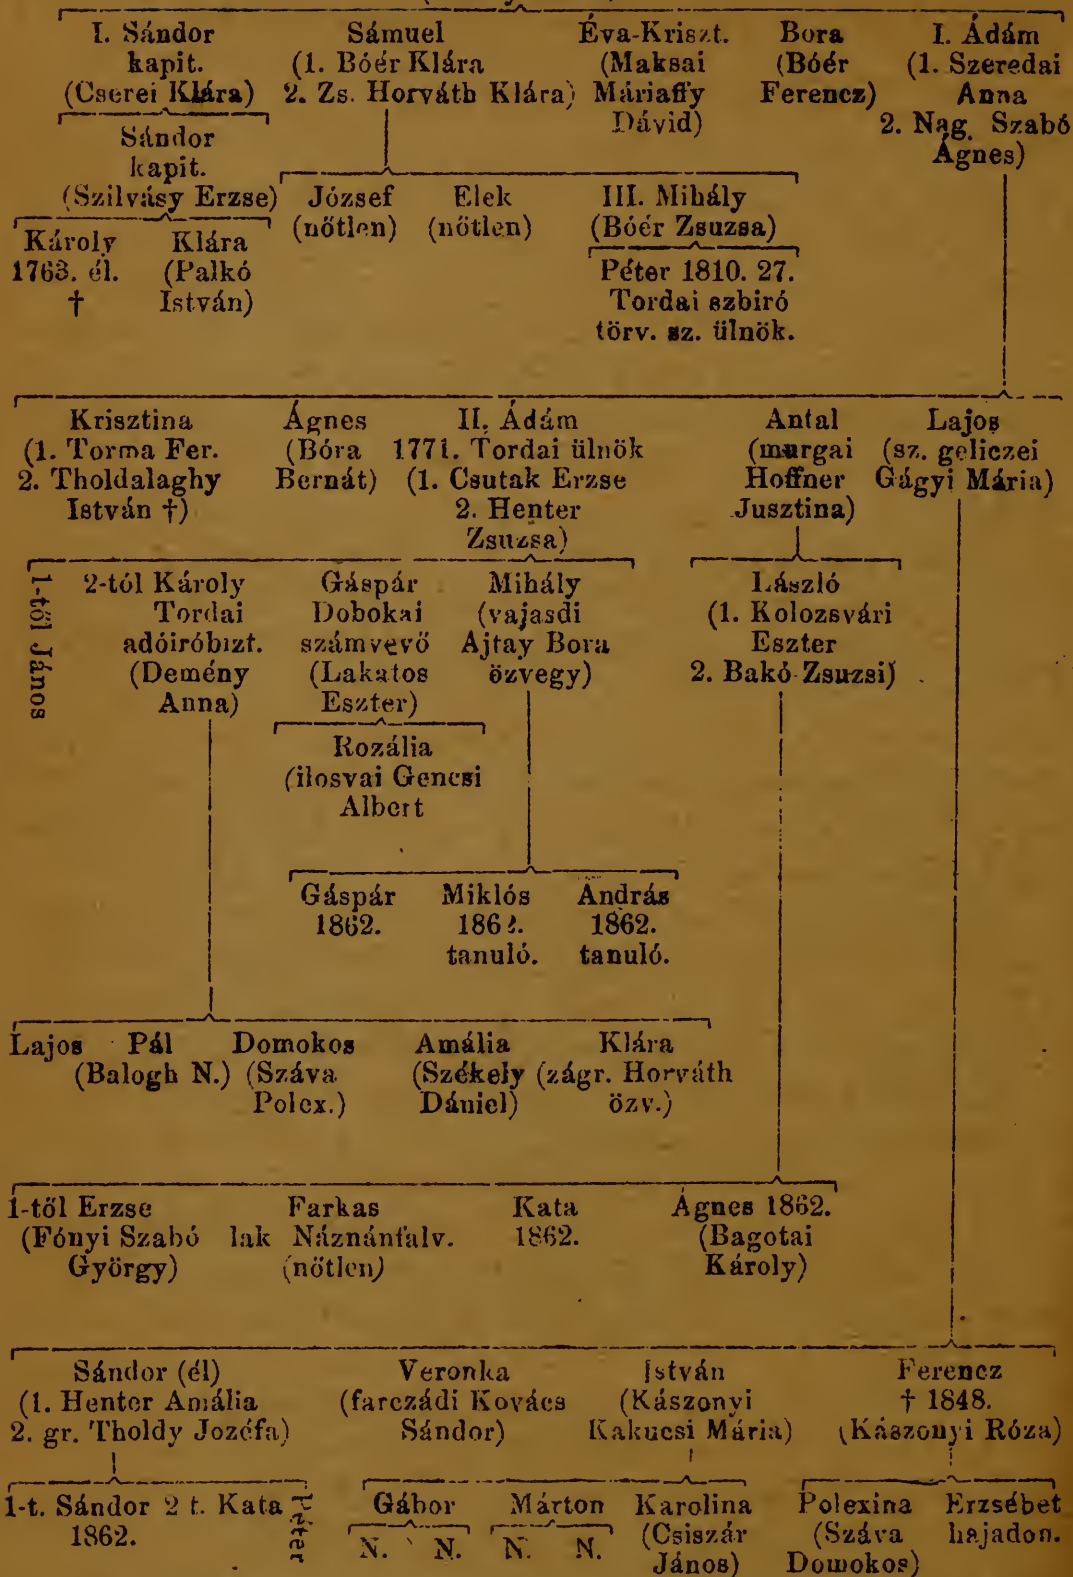 I. Sándor Sámuel Éva-Kriszt. Bora I. Ádám
kapit. (1. Bóér Klára (Maksai (Bóér (1. Szeredai
(Cserei Klára) 2. Zs. Horváth Klára) Máriaffy Ferencz) Anna
Dávid) 2. Nag. Szabó
Ágnes)
Sándor
kapit.
(Szilvásy Erzse) József Elek III. Mihály
(nőtlen) (nőtlen) (Bóér Zsuzsa)
Károly Klára
1763. él. (Palkó Péter 1810. 27.
† István) Tordai szbiró
törv. sz. ülnök.
Krisztina Ágnes II. Ádám Antal Lajos
(1. Torma Fer. (Bóra 1771. Tordai ülnök (murgai (sz. geliczei
2. Tholdalaghy Bernát) (1. Csutak Erzse Hoffner Gágyi Mária)
István †) 2. Henter Jusztina)
Zsuzsa)
1-től János
2-tól Károly Gáspár Mihály László
Tordai Dobokai (vajasdi (1. Kolozsvári
adóiróbizt. számvevő Ajtay Bora Eszter
(Demény (Lakatos özvegy) 2. Bakó Zsuzsi)
Anna) Eszter)
Rozália
(ilosvai Gencsi
Albert
Gáspár Miklós András
1862. 1862. 1862.
tanuló. tanuló.
Lajos Pál Domokos Amália Klára
(Balogh N.) (Száva (Székely (zágr. Horváth
Polex.) Dániel) özv.)
1-től Erzse Farkas Kata Ágnes 1862.
(Fónyi Szabó lak Náznánfalv. 1862. (Bagotai
György) (nőtlen) Károly)
Sándor (él) Veronka István Ferencz
(1. Henter Amália (farczádi Kovács (Kászonyi † 1848.
2. gr. Tholdy Jozéfa) Sándor) Kakucsi Mária) (Kászonyi Róza)
1-t. Sándor 2 t. Kata Péter Gábor Márton Karolina Polexina Erzsébet
1862. N. N. N. N. (Csiszár (Száva hajadon.
János) Domokos)